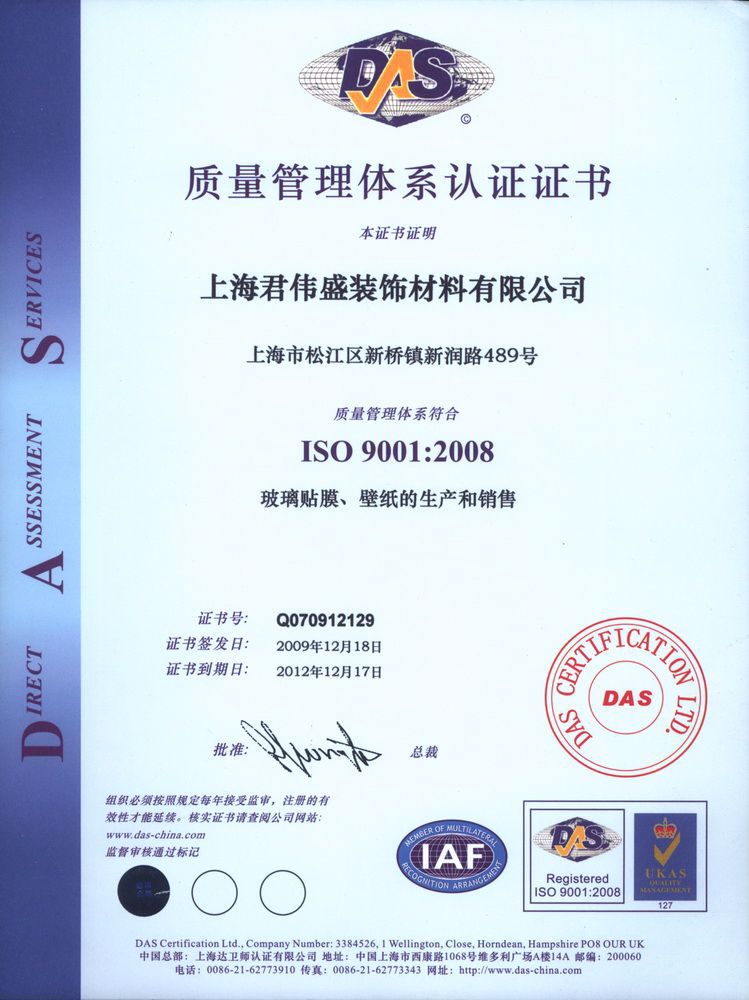 DAS
©
质量管理体系认证证书
本证书证明
上海君伟盛装饰材料有限公司
上海市松江区新桥镇新润路489号
质量管理体系符合
ISO 9001:2008
玻璃贴膜、壁纸的生产和销售
证书号: Q070912129
证书签发日: 2009年12月18日
证书到期日: 2012年12月17日
批准: 总裁
DIRECT ASSESSMENT SERVICES
DAS CERTIFICATION LTD.
DAS
组织必须按照规定每年接受监审，注册的有
效性才能延续。核实证书请查阅公司网站:
www.das-china.com
监督审核通过标记
MEMBER OF MULTILATERAL
IAF
RECOGNITION ARRANGEMENT
DAS
Registered
ISO 9001:2008
UKAS
QUALITY
MANAGEMENT
127
DAS Certification Ltd., Company Number: 3384526, 1 Wellington, Close, Horndean, Hampshire PO8 OUR UK
中国总部: 上海达卫师认证有限公司 地址: 中国上海市西康路1068号维多利广场A楼14A 邮编: 200060
电话: 0086-21-62773910 传真: 0086-21-62773343 网址: http://www.das-china.com